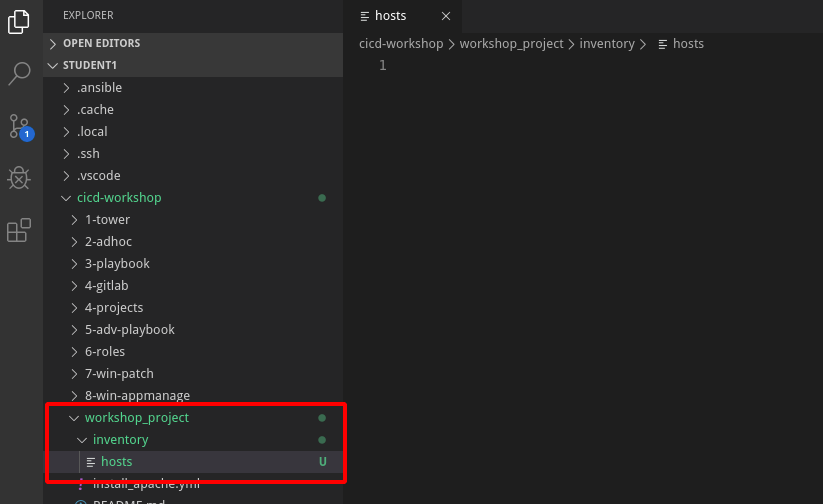 EXPLORER
OPEN EDITORS
STUDENT1
.ansible
.cache
.local
.ssh
.vscode
cicd-workshop
1-tower
2-adhoc
3-playbook
4-gitlab
4-projects
5-adv-playbook
6-roles
7-win-patch
8-win-appmanage
workshop_project
inventory
hosts U
install_apache.yml
README.md
1
hosts
cicd-workshop workshop_project inventory hosts
1